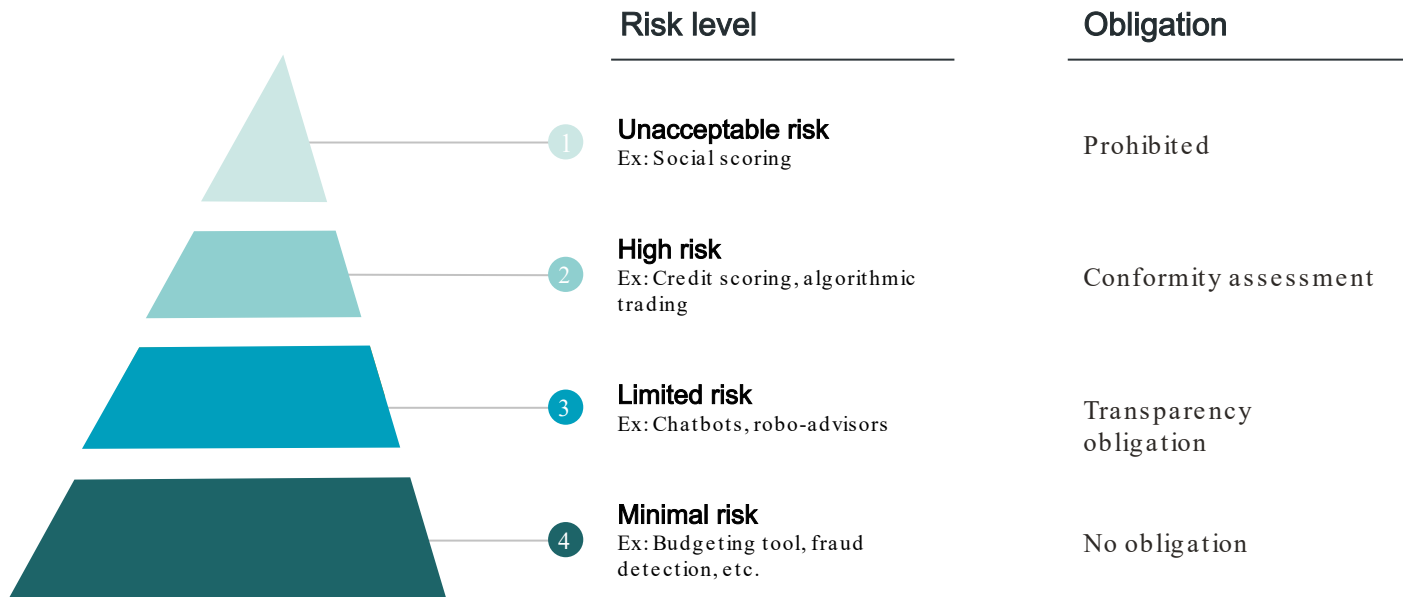 Risk level
Obligation
1
Unacceptable risk
Ex: Social scoring
Prohibited
2
High risk
Ex: Credit scoring, algorithmic
trading
Conformity assessment
3
Limited risk
Ex: Chatbots, robo-advisors
Transparency
obligation
4
Minimal risk
Ex: Budgeting tool, fraud
detection, etc.
No obligation